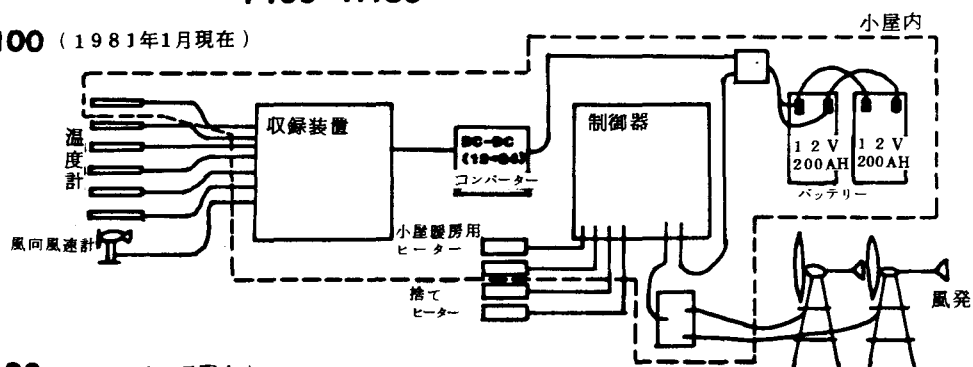 100 (1981年1月現在)
小屋内
温度計
収録装置
DC-DC
(12→24)
コンバーター
制御器
12V
200AH
12V
200AH
バッテリー
風向風速計
小屋暖房用
ヒーター
捨て
ヒーター
風発